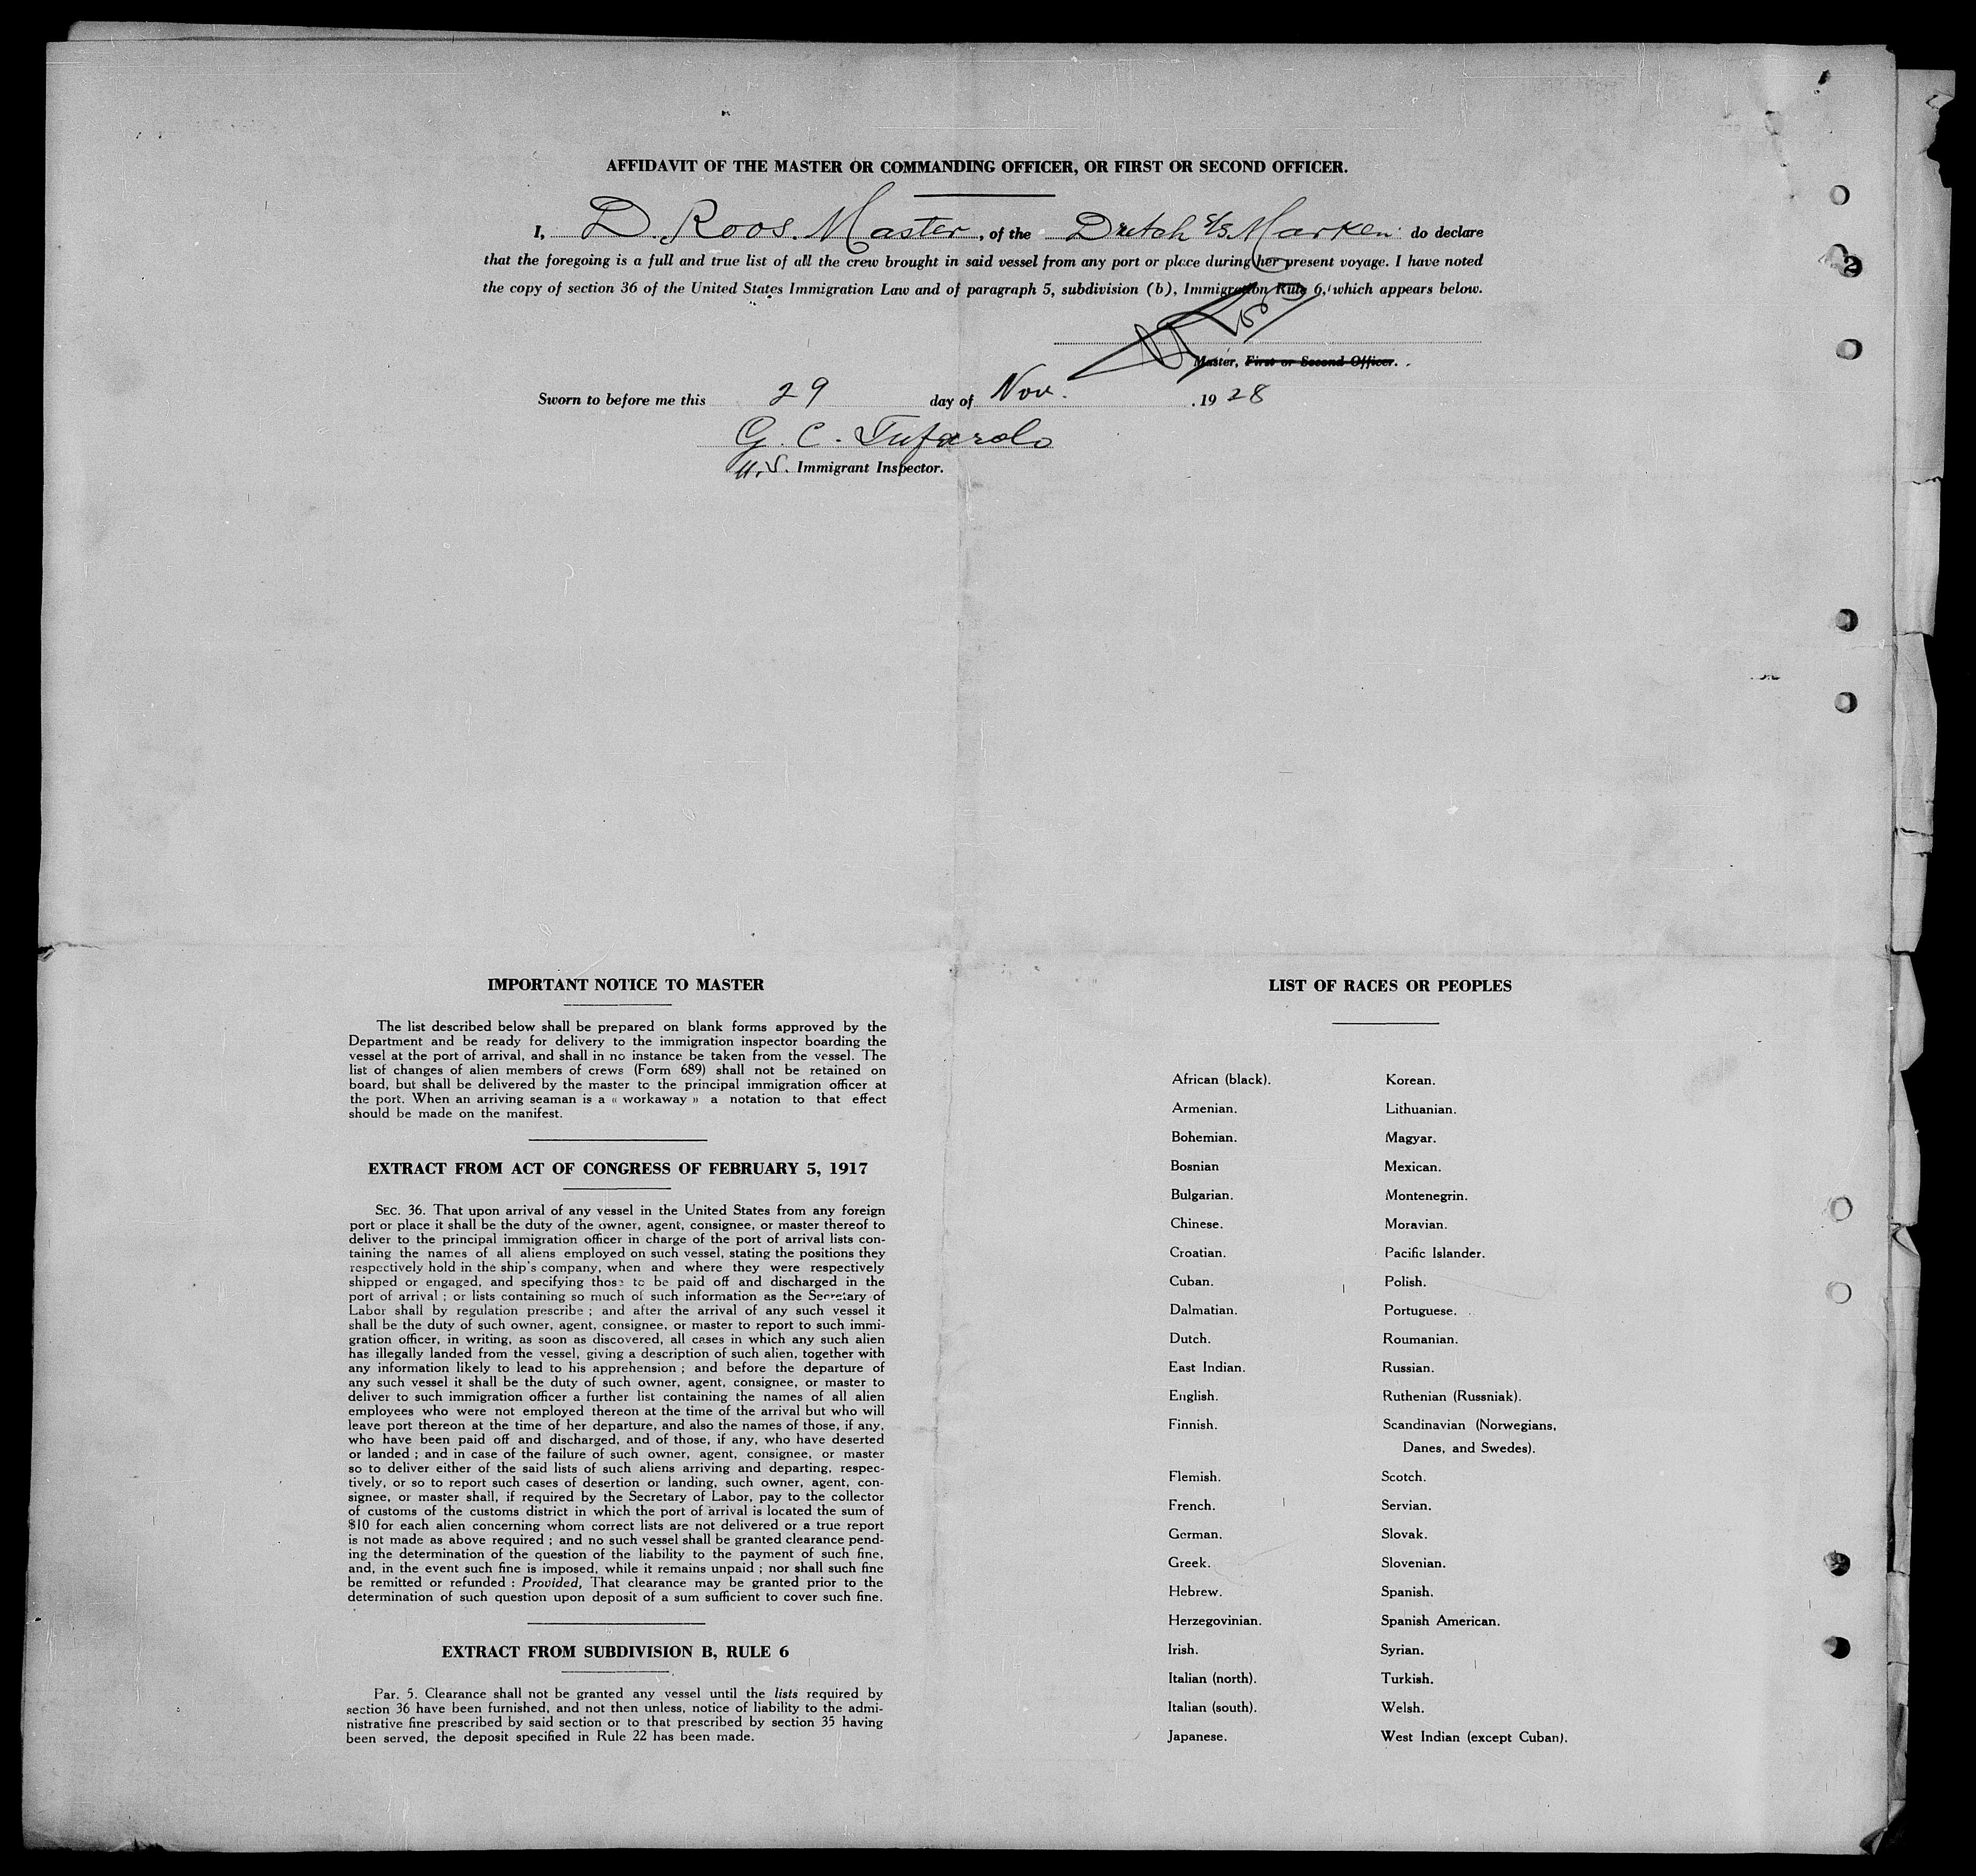 AFFIDAVIT OF THE MASTER OR COMMANDING OFFICER, OR FIRST OR SECOND OFFICER.
I, D. Roos. Master, of the Dutch s/s Marken do declare
that the foregoing is a full and true list of all the crew brought in said vessel from any port or place during her present voyage. I have noted
the copy of section 36 of the United States Immigration Law and of paragraph 5, subdivision (b), Immigration Rule 6, which appears below.
Master, First or Second Officer.
Sworn to before me this 29 day of Nov. 1928
G. C. Tufarolo
U.S. Immigrant Inspector.
IMPORTANT NOTICE TO MASTER
The list described below shall be prepared on blank forms approved by the
Department and be ready for delivery to the immigration inspector boarding the
vessel at the port of arrival, and shall in no instance be taken from the vessel. The
list of changes of alien members of crews (Form 689) shall not be retained on
board, but shall be delivered by the master to the principal immigration officer at
the port. When an arriving seaman is a « workaway » a notation to that effect
should be made on the manifest.
EXTRACT FROM ACT OF CONGRESS OF FEBRUARY 5, 1917
SEC. 36. That upon arrival of any vessel in the United States from any foreign
port or place it shall be the duty of the owner, agent, consignee, or master thereof to
deliver to the principal immigration officer in charge of the port of arrival lists con-
taining the names of all aliens employed on such vessel, stating the positions they
respectively hold in the ship's company, when and where they were respectively
shipped or engaged, and specifying those to be paid off and discharged in the
port of arrival ; or lists containing so much of such information as the Secretary of
Labor shall by regulation prescribe ; and after the arrival of any such vessel it
shall be the duty of such owner, agent, consignee, or master to report to such immi-
gration officer, in writing, as soon as discovered, all cases in which any such alien
has illegally landed from the vessel, giving a description of such alien, together with
any information likely to lead to his apprehension ; and before the departure of
any such vessel it shall be the duty of such owner, agent, consignee, or master to
deliver to such immigration officer a further list containing the names of all alien
employees who were not employed thereon at the time of the arrival but who will
leave port thereon at the time of her departure, and also the names of those, if any,
who have been paid off and discharged, and of those, if any, who have deserted
or landed ; and in case of the failure of such owner, agent, consignee, or master
so to deliver either of the said lists of such aliens arriving and departing, respec-
tively, or so to report such cases of desertion or landing, such owner, agent, con-
signee, or master shall, if required by the Secretary of Labor, pay to the collector
of customs of the customs district in which the port of arrival is located the sum of
$10 for each alien concerning whom correct lists are not delivered or a true report
is not made as above required ; and no such vessel shall be granted clearance pend-
ing the determination of the question of the liability to the payment of such fine,
and, in the event such fine is imposed, while it remains unpaid ; nor shall such fine
be remitted or refunded : Provided, That clearance may be granted prior to the
determination of such question upon deposit of a sum sufficient to cover such fine.
EXTRACT FROM SUBDIVISION B, RULE 6
Par. 5. Clearance shall not be granted any vessel until the lists required by
section 36 have been furnished, and not then unless, notice of liability to the admi-
nistrative fine prescribed by said section or to that prescribed by section 35 having
been served, the deposit specified in Rule 22 has been made.
LIST OF RACES OR PEOPLES
African (black).
Armenian.
Bohemian.
Bosnian
Bulgarian.
Chinese.
Croatian.
Cuban.
Dalmatian.
Dutch.
East Indian.
English.
Finnish.
Flemish.
French.
German.
Greek.
Hebrew.
Herzegovinian.
Irish.
Italian (north).
Italian (south).
Japanese.
Korean.
Lithuanian.
Magyar.
Mexican.
Montenegrin.
Moravian.
Pacific Islander.
Polish.
Portuguese.
Roumanian.
Russian.
Ruthenian (Russniak).
Scandinavian (Norwegians,
Danes, and Swedes).
Scotch.
Servian.
Slovak.
Slovenian.
Spanish.
Spanish American.
Syrian.
Turkish.
Welsh.
West Indian (except Cuban).